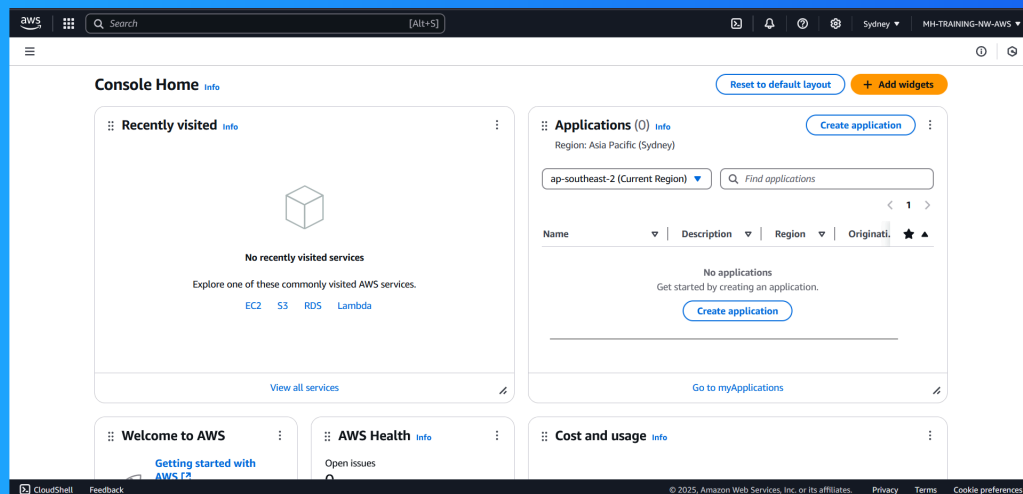 aws
Search [Alt+S]
Sydney ▼ MH-TRAINING-NW-AWS ▼
Console Home Info
Reset to default layout
+ Add widgets
Recently visited Info
No recently visited services
Explore one of these commonly visited AWS services.
EC2 S3 RDS Lambda
View all services
Applications (0) Info
Create application
Region: Asia Pacific (Sydney)
ap-southeast-2 (Current Region) ▼
Find applications
< 1 >
Name Description Region Originati.
No applications
Get started by creating an application.
Create application
Go to myApplications
Welcome to AWS
Getting started with
AWS
AWS Health Info
Open issues
Cost and usage Info
CloudShell Feedback
© 2025, Amazon Web Services, Inc. or its affiliates. Privacy Terms Cookie preferences